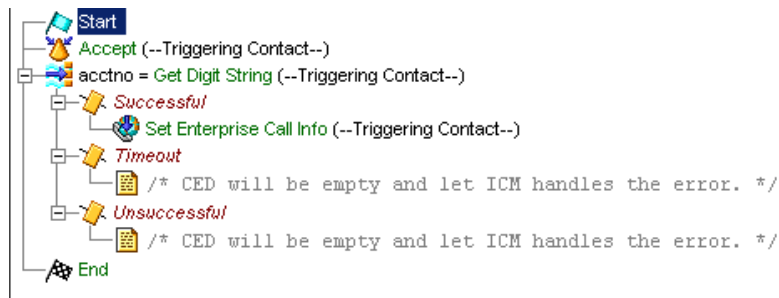 Start
Accept (--Triggering Contact--)
acctno = Get Digit String (--Triggering Contact--)
Successful
Set Enterprise Call Info (--Triggering Contact--)
Timeout
/* CED will be empty and let ICM handles the error. */
Unsuccessful
/* CED will be empty and let ICM handles the error. */
End